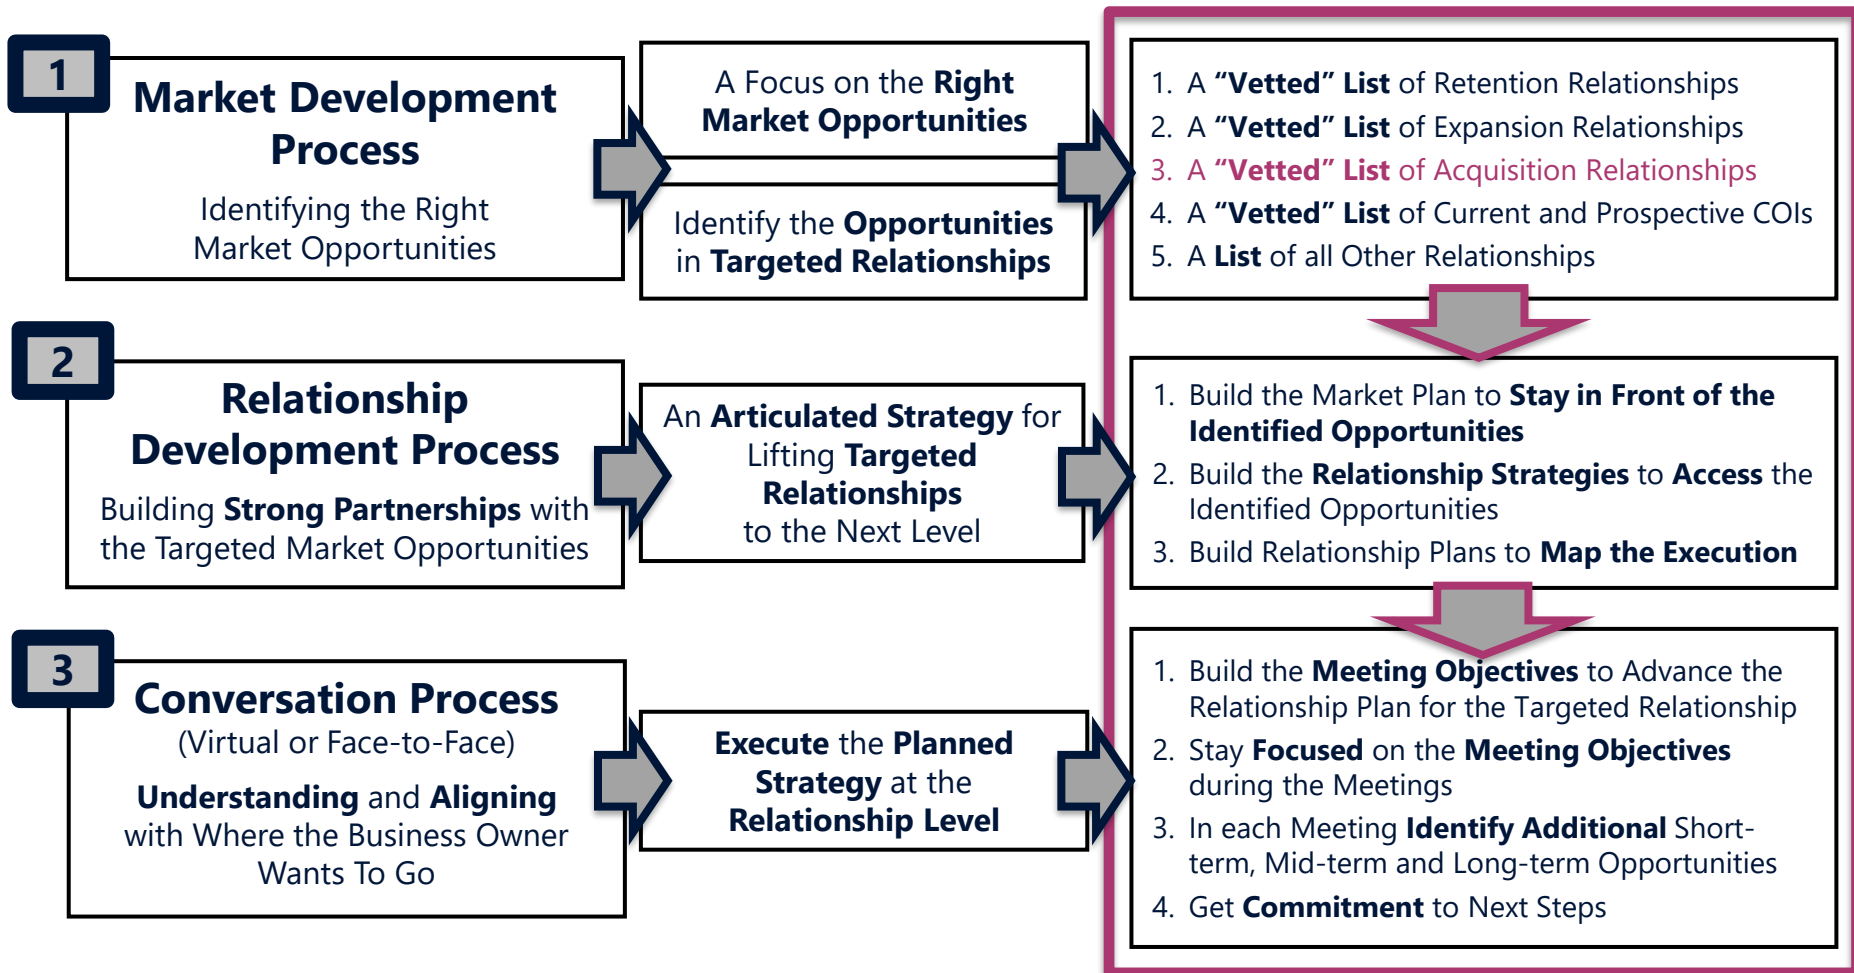 1
Market Development
Process
Identifying the Right
Market Opportunities
A Focus on the Right
Market Opportunities
Identify the Opportunities
in Targeted Relationships
1. A “Vetted” List of Retention Relationships
2. A “Vetted” List of Expansion Relationships
3. A “Vetted” List of Acquisition Relationships
4. A “Vetted” List of Current and Prospective COIs
5. A List of all Other Relationships
2
Relationship
Development Process
Building Strong Partnerships with
the Targeted Market Opportunities
An Articulated Strategy for
Lifting Targeted
Relationships
to the Next Level
1. Build the Market Plan to Stay in Front of the
Identified Opportunities
2. Build the Relationship Strategies to Access the
Identified Opportunities
3. Build Relationship Plans to Map the Execution
3
Conversation Process
(Virtual or Face-to-Face)
Understanding and Aligning
with Where the Business Owner
Wants To Go
Execute the Planned
Strategy at the
Relationship Level
1. Build the Meeting Objectives to Advance the
Relationship Plan for the Targeted Relationship
2. Stay Focused on the Meeting Objectives
during the Meetings
3. In each Meeting Identify Additional Short-
term, Mid-term and Long-term Opportunities
4. Get Commitment to Next Steps